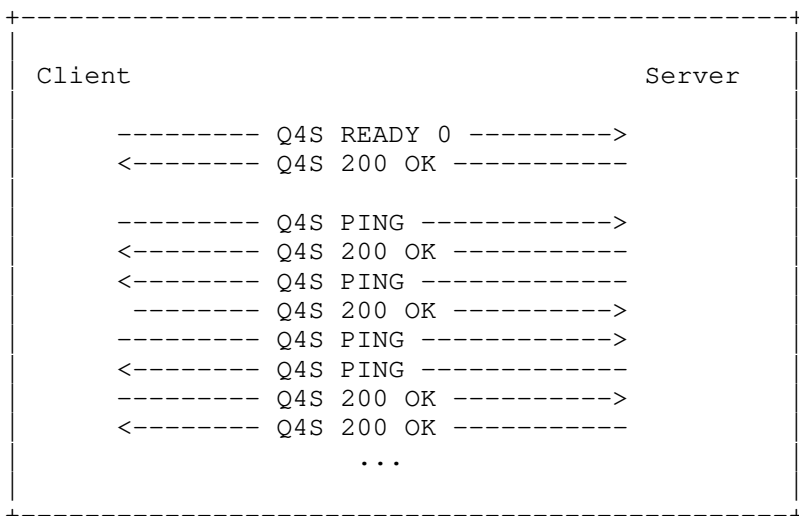 Client Server
--------- Q4S READY 0 --------->
<-------- Q4S 200 OK -----------
--------- Q4S PING ------------>
<-------- Q4S 200 OK -----------
<-------- Q4S PING -------------
-------- Q4S 200 OK ---------->
--------- Q4S PING ------------>
<-------- Q4S PING -------------
--------- Q4S 200 OK ---------->
<-------- Q4S 200 OK -----------
...